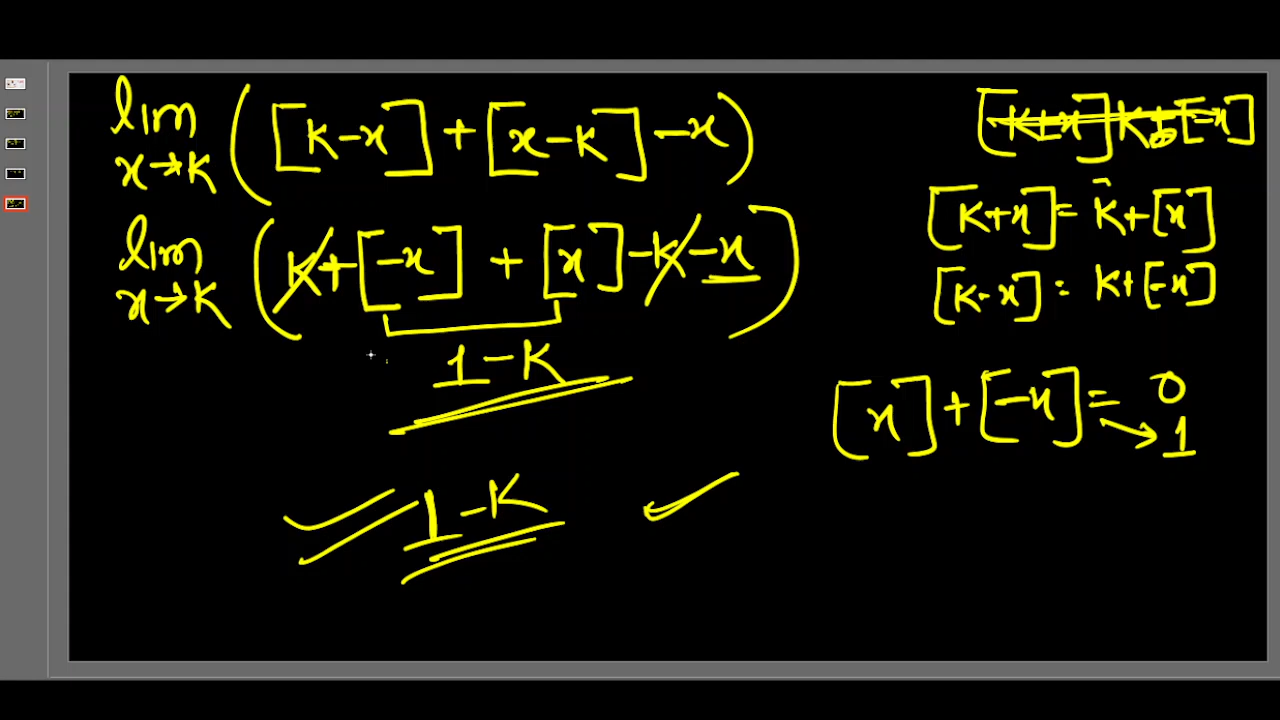 lim x→K ([K-x] + [x-K] -x)
lim x→K (K+[-x] + [x] -K -x)
1-K
1-K
[K+x] K+[-x]
[K+x] = K+[x]
[K-x] = K+[-x]
[x] + [-x] = 0
→ 1